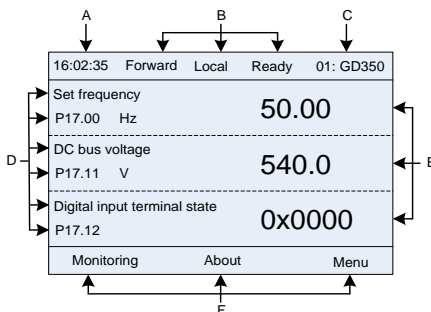 A B C
16:02:35 Forward Local Ready 01: GD350
Set frequency
P17.00 Hz
50.00
DC bus voltage
P17.11 V
540.0
D
E
Digital input terminal state
P17.12
0x0000
Monitoring About Menu
F